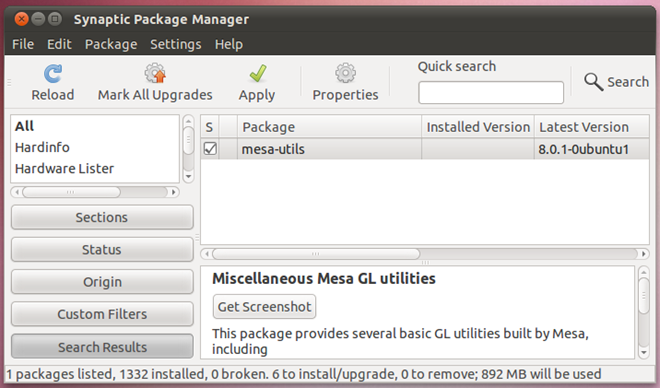 Synaptic Package Manager
File Edit Package Settings Help
Reload Mark All Upgrades Apply Properties
Quick search
Search
All
Hardinfo
Hardware Lister
Sections
Status
Origin
Custom Filters
Search Results
S Package Installed Version Latest Version
mesa-utils 8.0.1-0ubuntu1
Miscellaneous Mesa GL utilities
Get Screenshot
This package provides several basic GL utilities built by Mesa,
including
1 packages listed, 1332 installed, 0 broken. 6 to install/upgrade, 0 to remove; 892 MB will be used